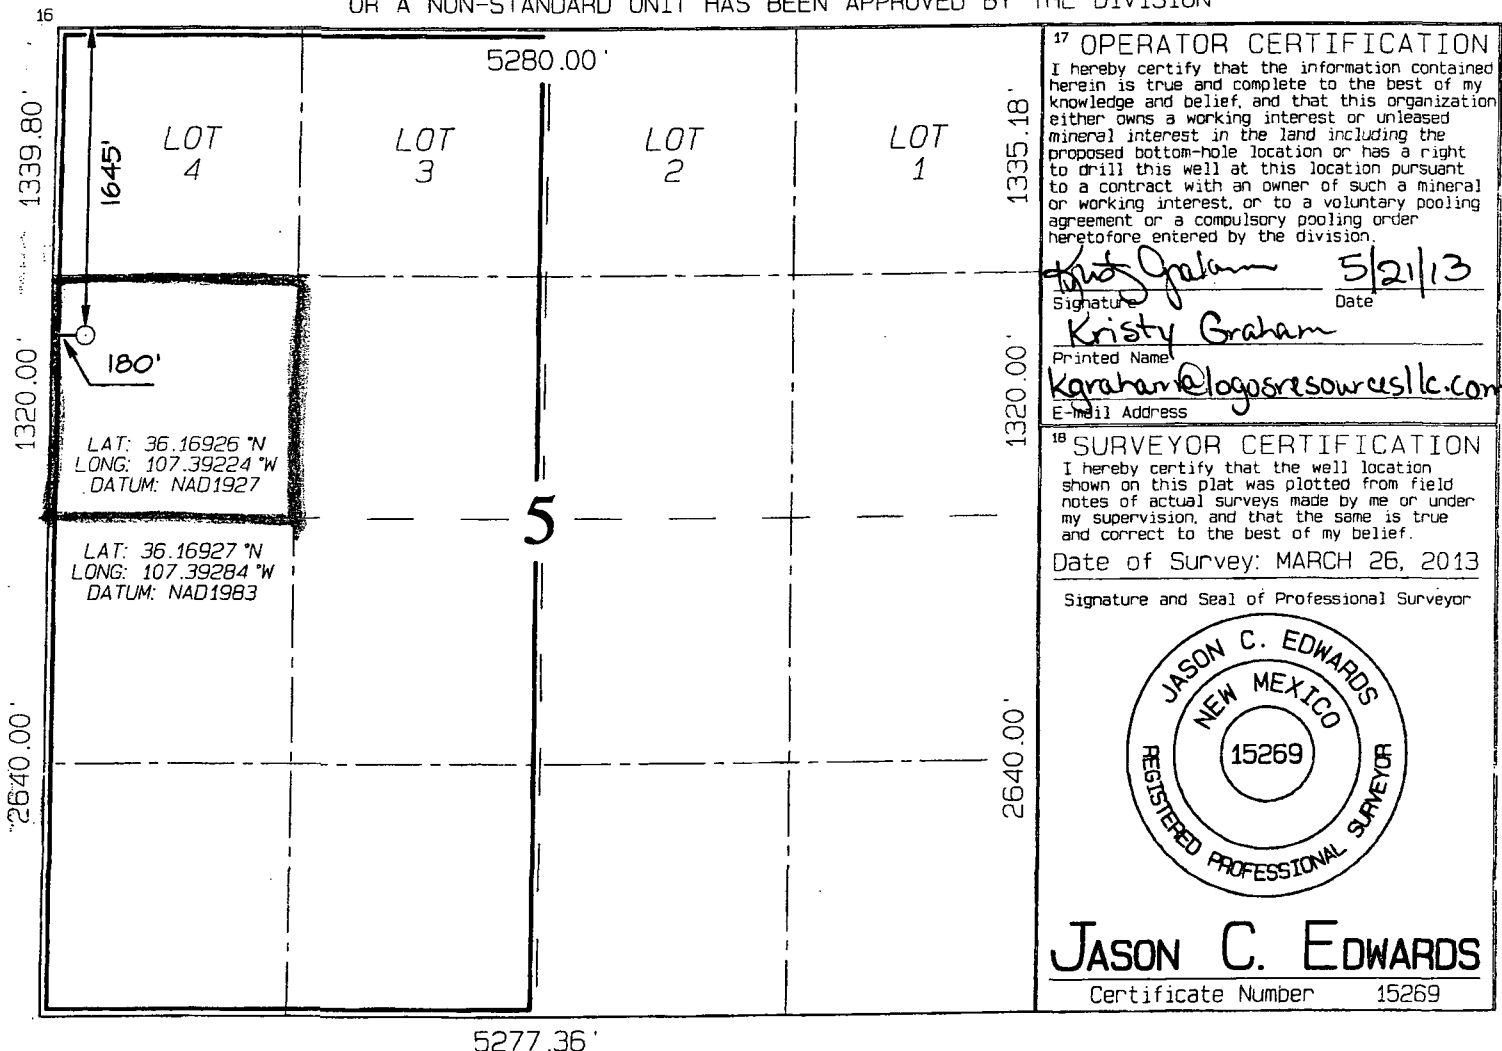 OR A NON-STANDARD UNIT HAS BEEN APPROVED BY THE DIVISION
16
5280.00'
1339.80'
1645'
LOT
4
LOT
3
LOT
2
LOT
1
1335.18'
1320.00'
180'
1320.00'
LAT: 36.16926 °N
LONG: 107.39224 °W
DATUM: NAD1927
5
LAT: 36.16927 °N
LONG: 107.39284 °W
DATUM: NAD1983
2640.00'
2640.00'
5277.36'
17 OPERATOR CERTIFICATION
I hereby certify that the information contained
herein is true and complete to the best of my
knowledge and belief, and that this organization
either owns a working interest or unleased
mineral interest in the land including the
proposed bottom-hole location or has a right
to drill this well at this location pursuant
to a contract with an owner of such a mineral
or working interest, or to a voluntary pooling
agreement or a compulsory pooling order
heretofore entered by the division.
Kristy Graham 5/21/13
Signature Date
Kristy Graham
Printed Name
Kgraham@logosresourcesllc.com
E-mail Address
18 SURVEYOR CERTIFICATION
I hereby certify that the well location
shown on this plat was plotted from field
notes of actual surveys made by me or under
my supervision, and that the same is true
and correct to the best of my belief.
Date of Survey: MARCH 26, 2013
Signature and Seal of Professional Surveyor
JASON C. EDWARDS
NEW MEXICO
15269
REGISTERED PROFESSIONAL SURVEYOR
JASON C. EDWARDS
Certificate Number 15269